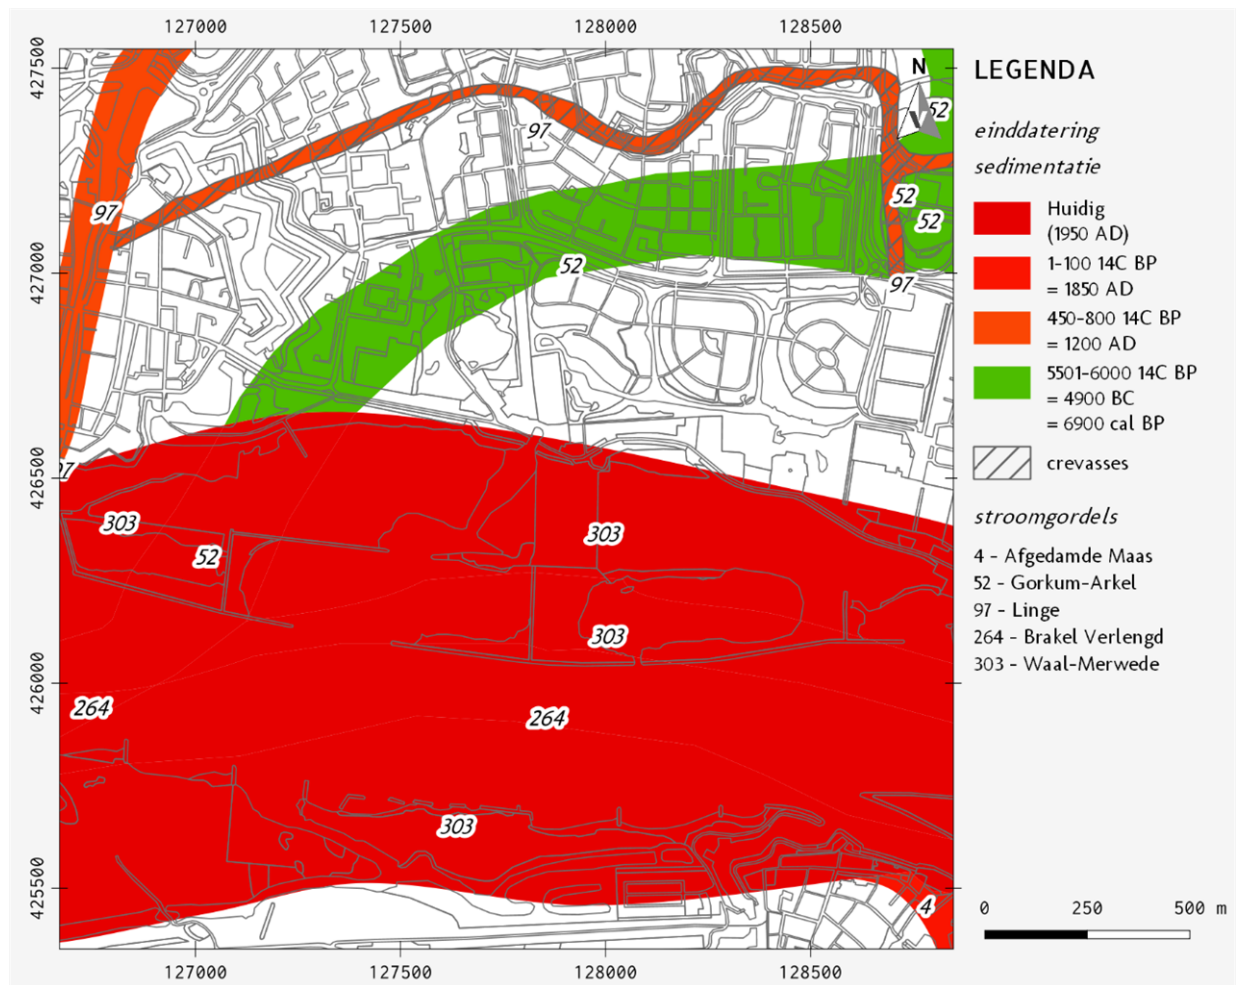 127000 127500 128000 128500
427500
427000
426500
426000
425500
N
52
97
97
52
52
52
97
97
303
52
303
303
264
264
303
4
127000 127500 128000 128500
LEGENDA
einddatering
sedimentatie
Huidig
(1950 AD)
1-100 14C BP
= 1850 AD
450-800 14C BP
= 1200 AD
5501-6000 14C BP
= 4900 BC
= 6900 cal BP
crevasses
stroomgordels
4 - Afgedamde Maas
52 - Gorkum-Arkel
97 - Linge
264 - Brakel Verlengd
303 - Waal-Merwede
0 250 500 m